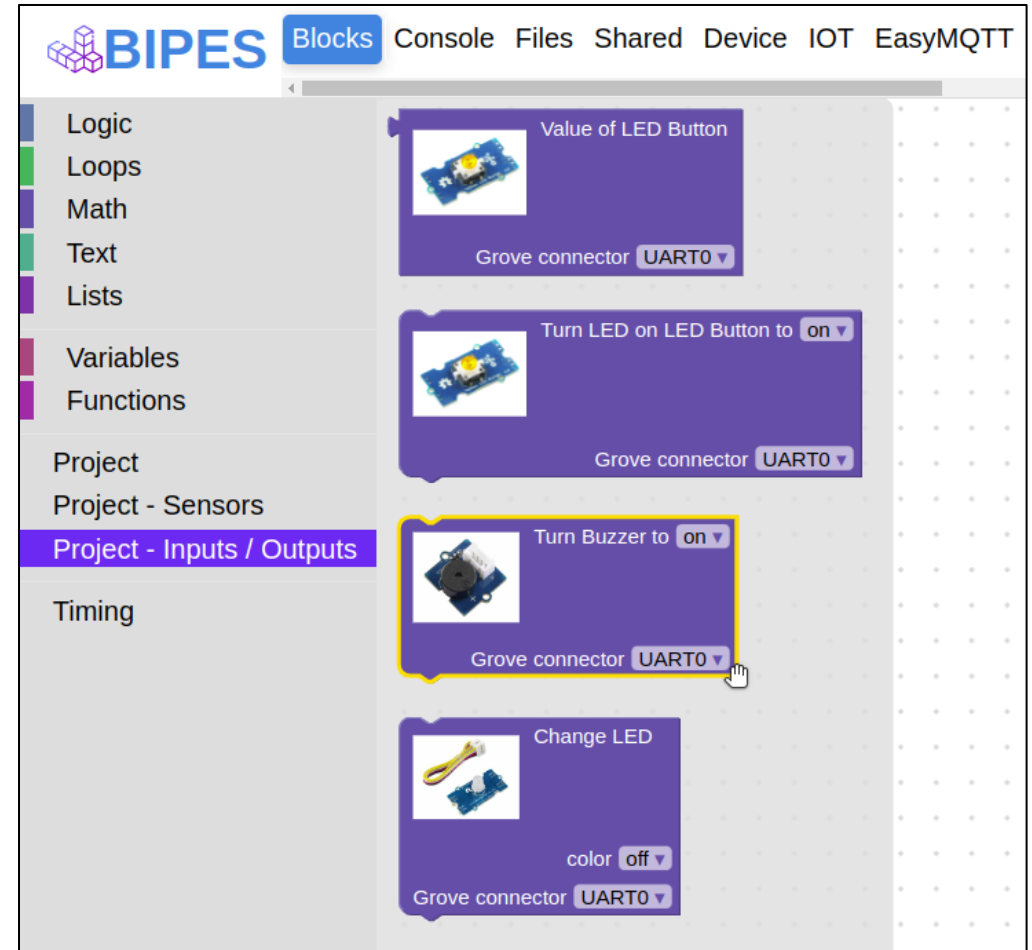 BIPES Blocks Console Files Shared Device IOT EasyMQTT
Logic
Loops
Math
Text
Lists
Variables
Functions
Project
Project - Sensors
Project - Inputs / Outputs
Timing
Value of LED Button
Grove connector UART0
Turn LED on LED Button to on
Grove connector UART0
Turn Buzzer to on
Grove connector UART0
Change LED
color off
Grove connector UART0